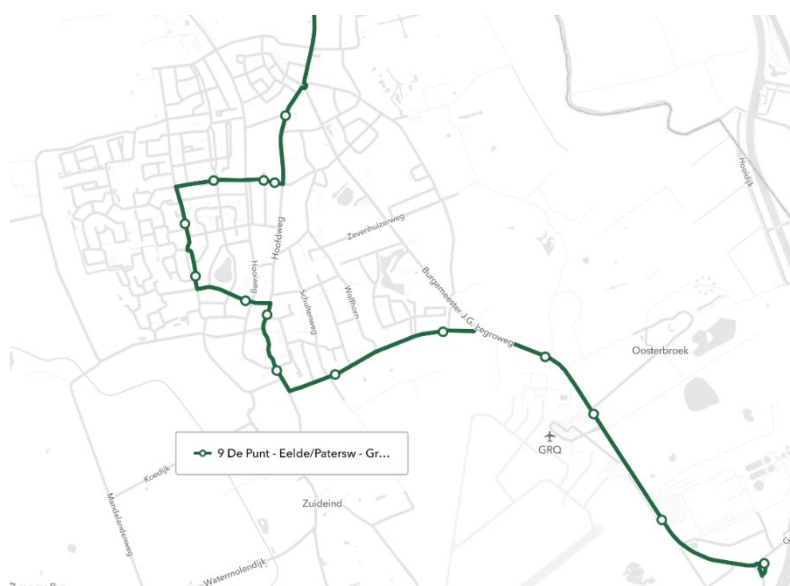 Hooidijk
Hoofdweg
Zevenhuizerweg
Hooiweg
Burgemeester J.G. Legroweg
Schultenweg
Wolfhorn
Oosterbroek
GRQ
9 De Punt - Eelde/Patersw - Gr...
Koedijk
Mandelandenweg
Zuideind
Watermolendijk